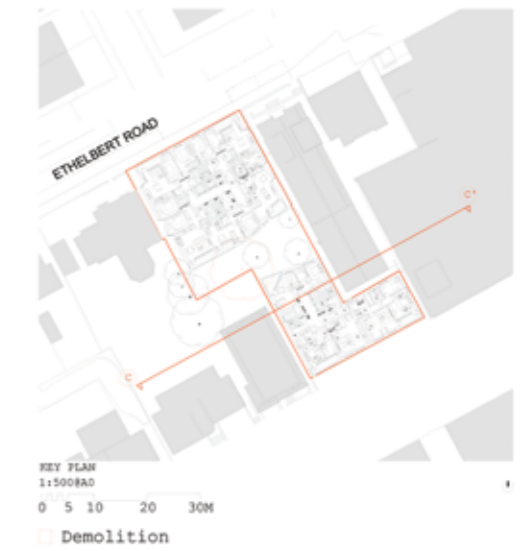 ETHELBERT ROAD
C'
C
KEY PLAN
1:500@A0
0 5 10 20 30M
Demolition